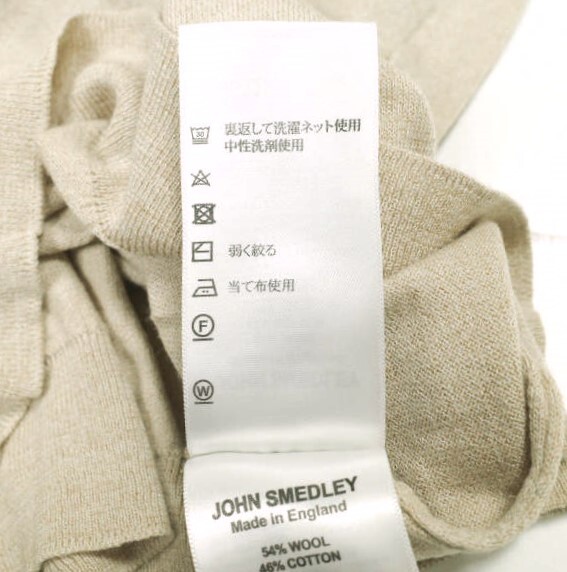 30
裏返して洗濯ネット使用
中性洗剤使用
弱く絞る
当て布使用
F
W
JOHN SMEDLEY
Made in England
54% WOOL
46% COTTON